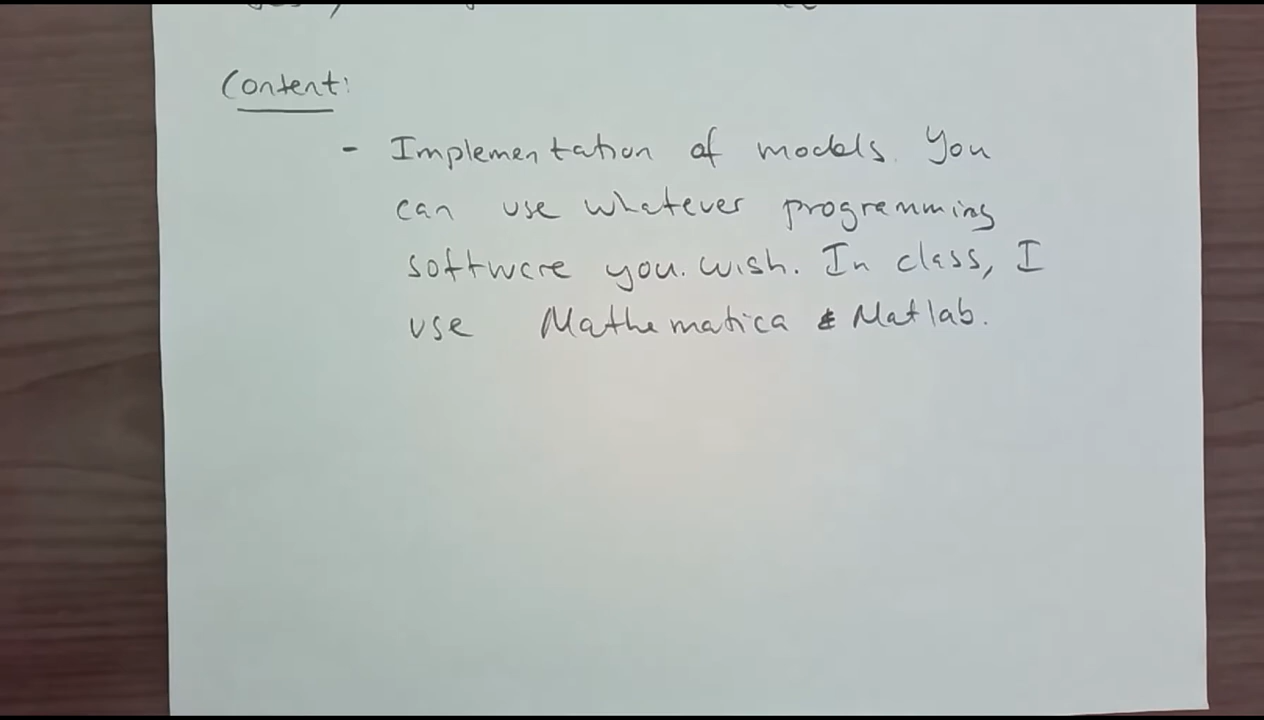 Content:
- Implementation of models. You
can use whatever programming
software you wish. In class, I
use Mathematica & Matlab.